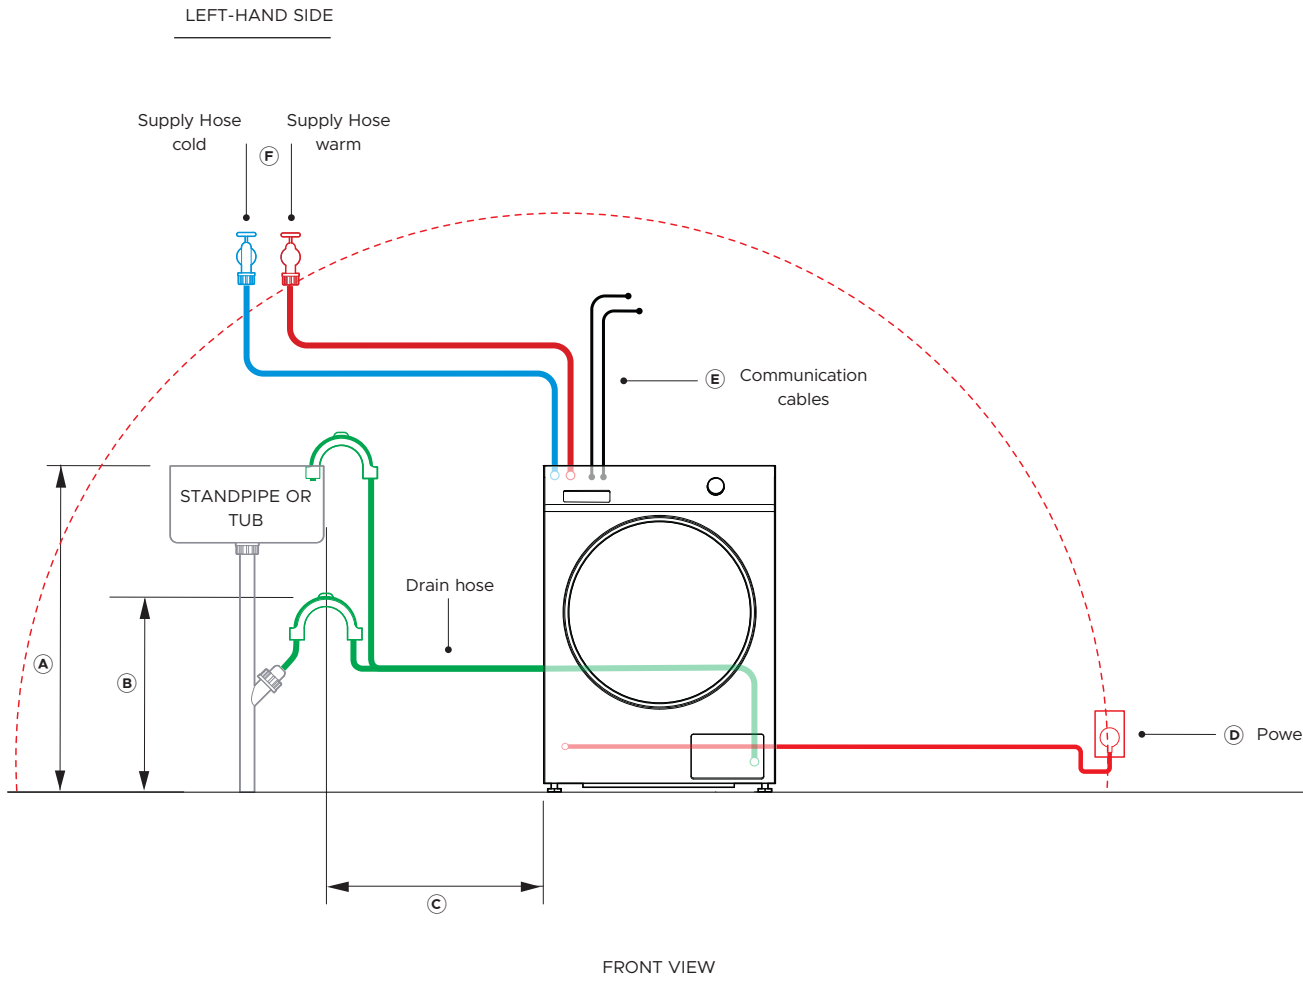 LEFT-HAND SIDE
Supply Hose
cold
F
Supply Hose
warm
E
Communication
cables
STANDPIPE OR
TUB
Drain hose
A
B
D
Powe
C
FRONT VIEW